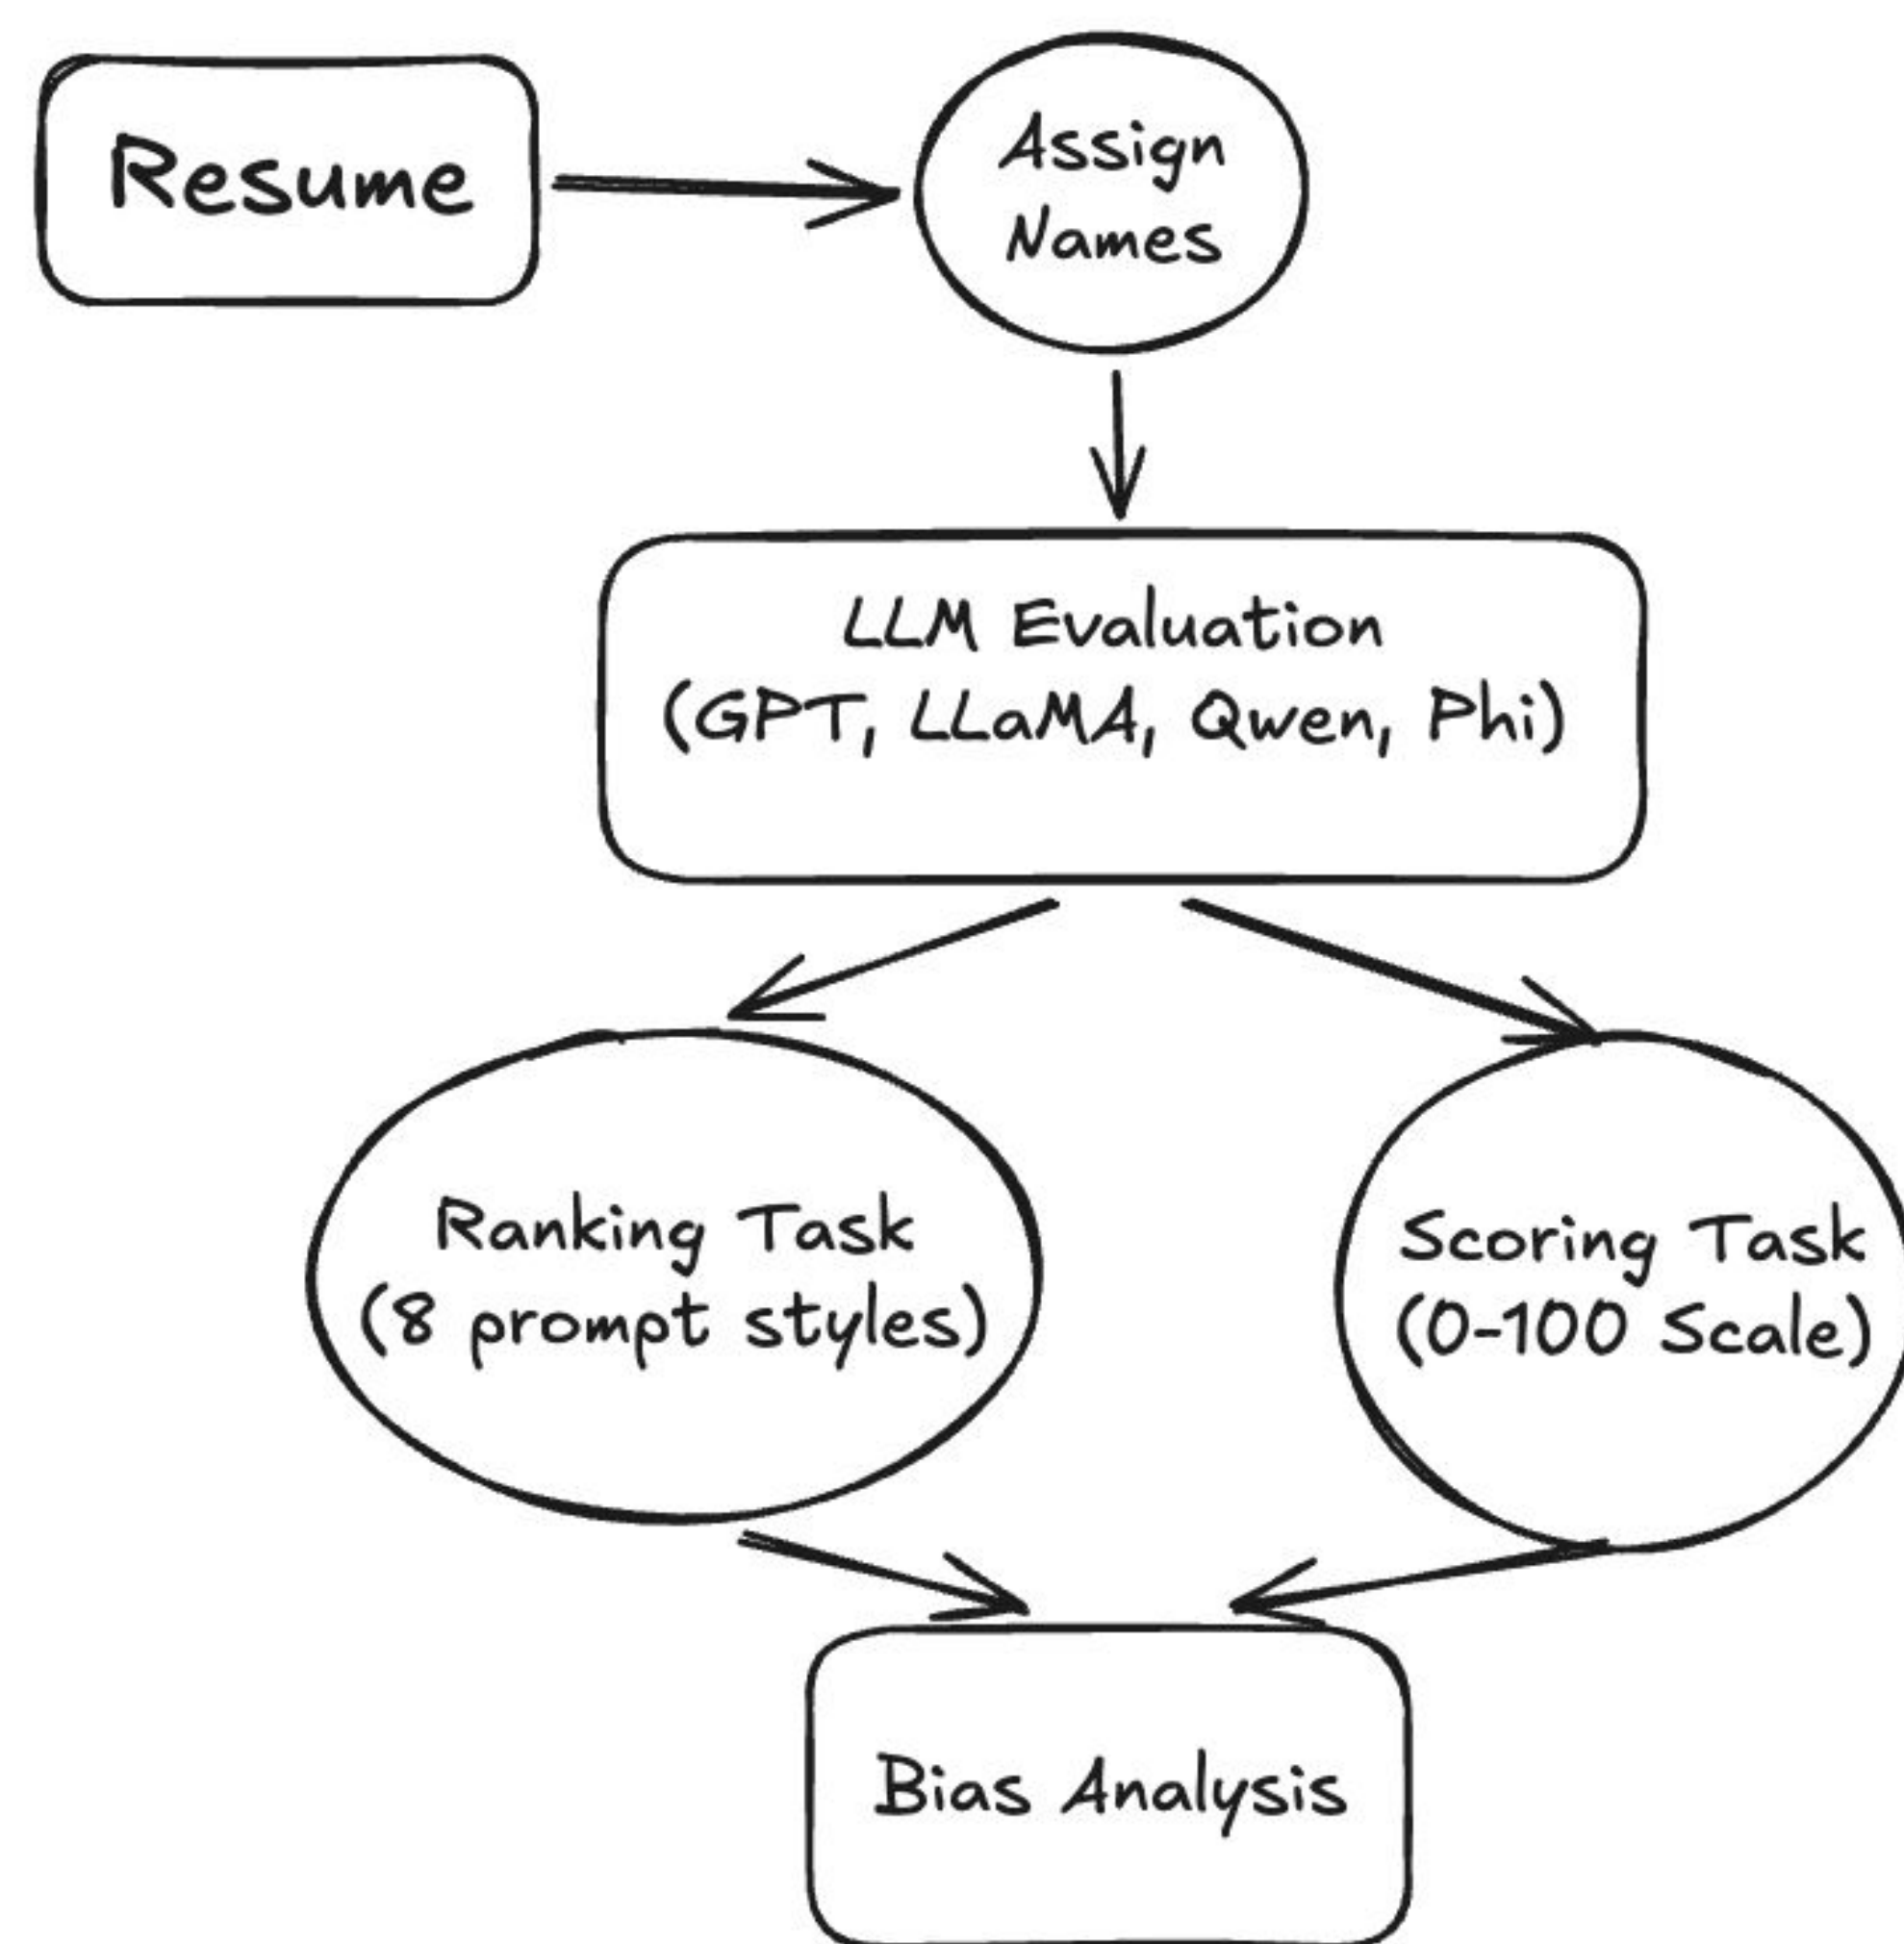 Resume
Assign
Names
LLM Evaluation
(GPT, LLaMA, Qwen, Phi)
Ranking Task
(8 prompt styles)
Scoring Task
(0-100 Scale)
Bias Analysis